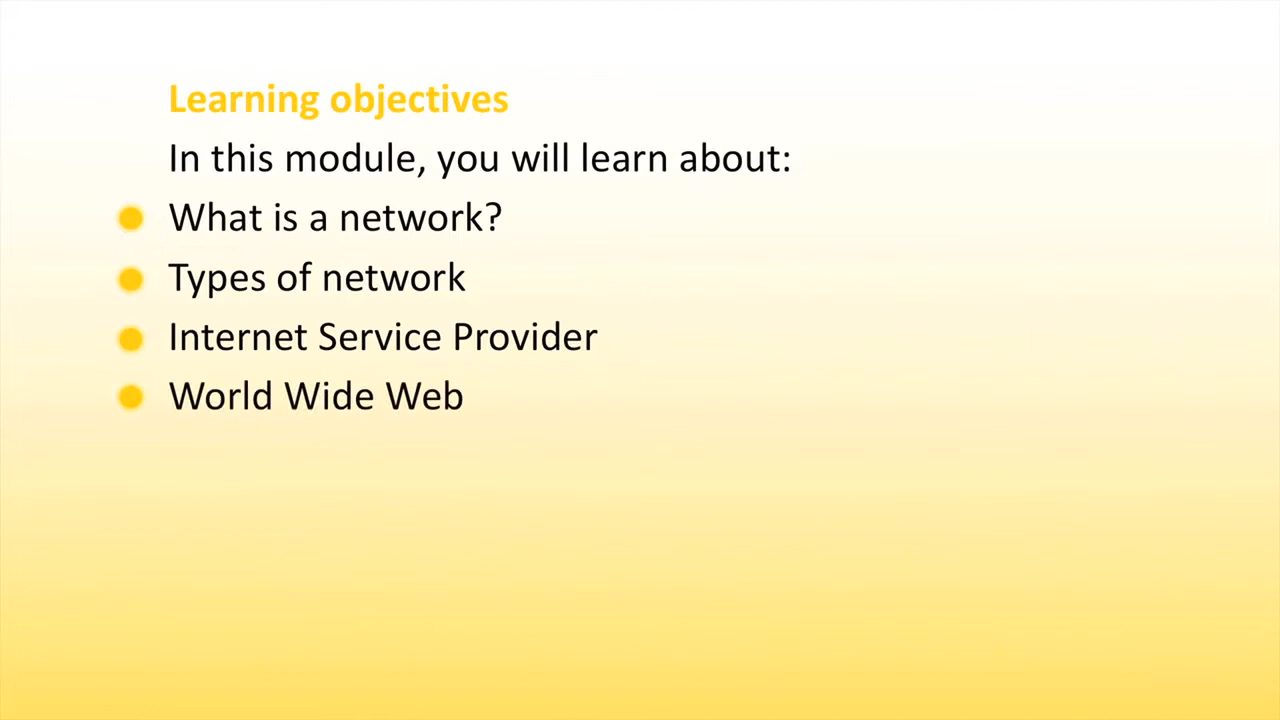 Learning objectives
In this module, you will learn about:
What is a network?
Types of network
Internet Service Provider
World Wide Web